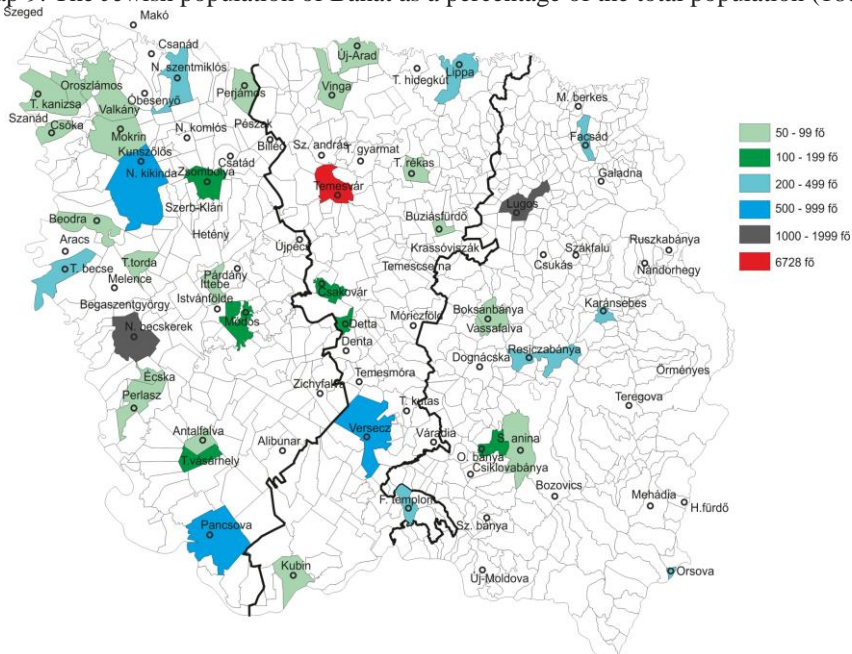 The Jewish population of Banat as a percentage of the total population
Szeged
Makó
Csanád
N. szentmiklós
Oroszlámos
T. kanizsa
Óbesenyő
Valkány
Szanád
Csóka
Mokrin
N. komlós
Kunszőlős
N. kikinda
Csatád
Zsombolya
Szerb-Klári
Hetény
Perjámos
Pészak
Billéd
Új-Arad
Vinga
T. hidegkút
Lippa
Sz. andrás
T. gyarmat
T. rékas
Temesvár
M. berkes
Facsád
Galadna
Lugos
Buziásfürdő
Krassóviszák
Temescserna
Újpécs
Beodra
Aracs
T. becse
T.torda
Melence
Párdány
Ittebe
Begaszentgyörgy
Istvánfölde
Módos
N. becskerek
Csakovár
Detta
Denta
Móriczföld
Csukás
Szákfalu
Ruszkabánya
Nándorhegy
Boksanbánya
Vassafalva
Karánsebes
Dognácska
Resiczabánya
Örményes
Teregova
Écska
Perlasz
Zichyfalva
Temesmóra
T. kutas
Versecz
Váradia
Antalfalva
T.vásárhely
Alibunar
S. anina
O. bánya
Csiklovabánya
Bozovics
Mehádia
H.fürdő
Pancsova
F. templom
Sz. bánya
Kubin
Új-Moldova
Orsova
50 - 99 fő
100 - 199 fő
200 - 499 fő
500 - 999 fő
1000 - 1999 fő
6728 fő